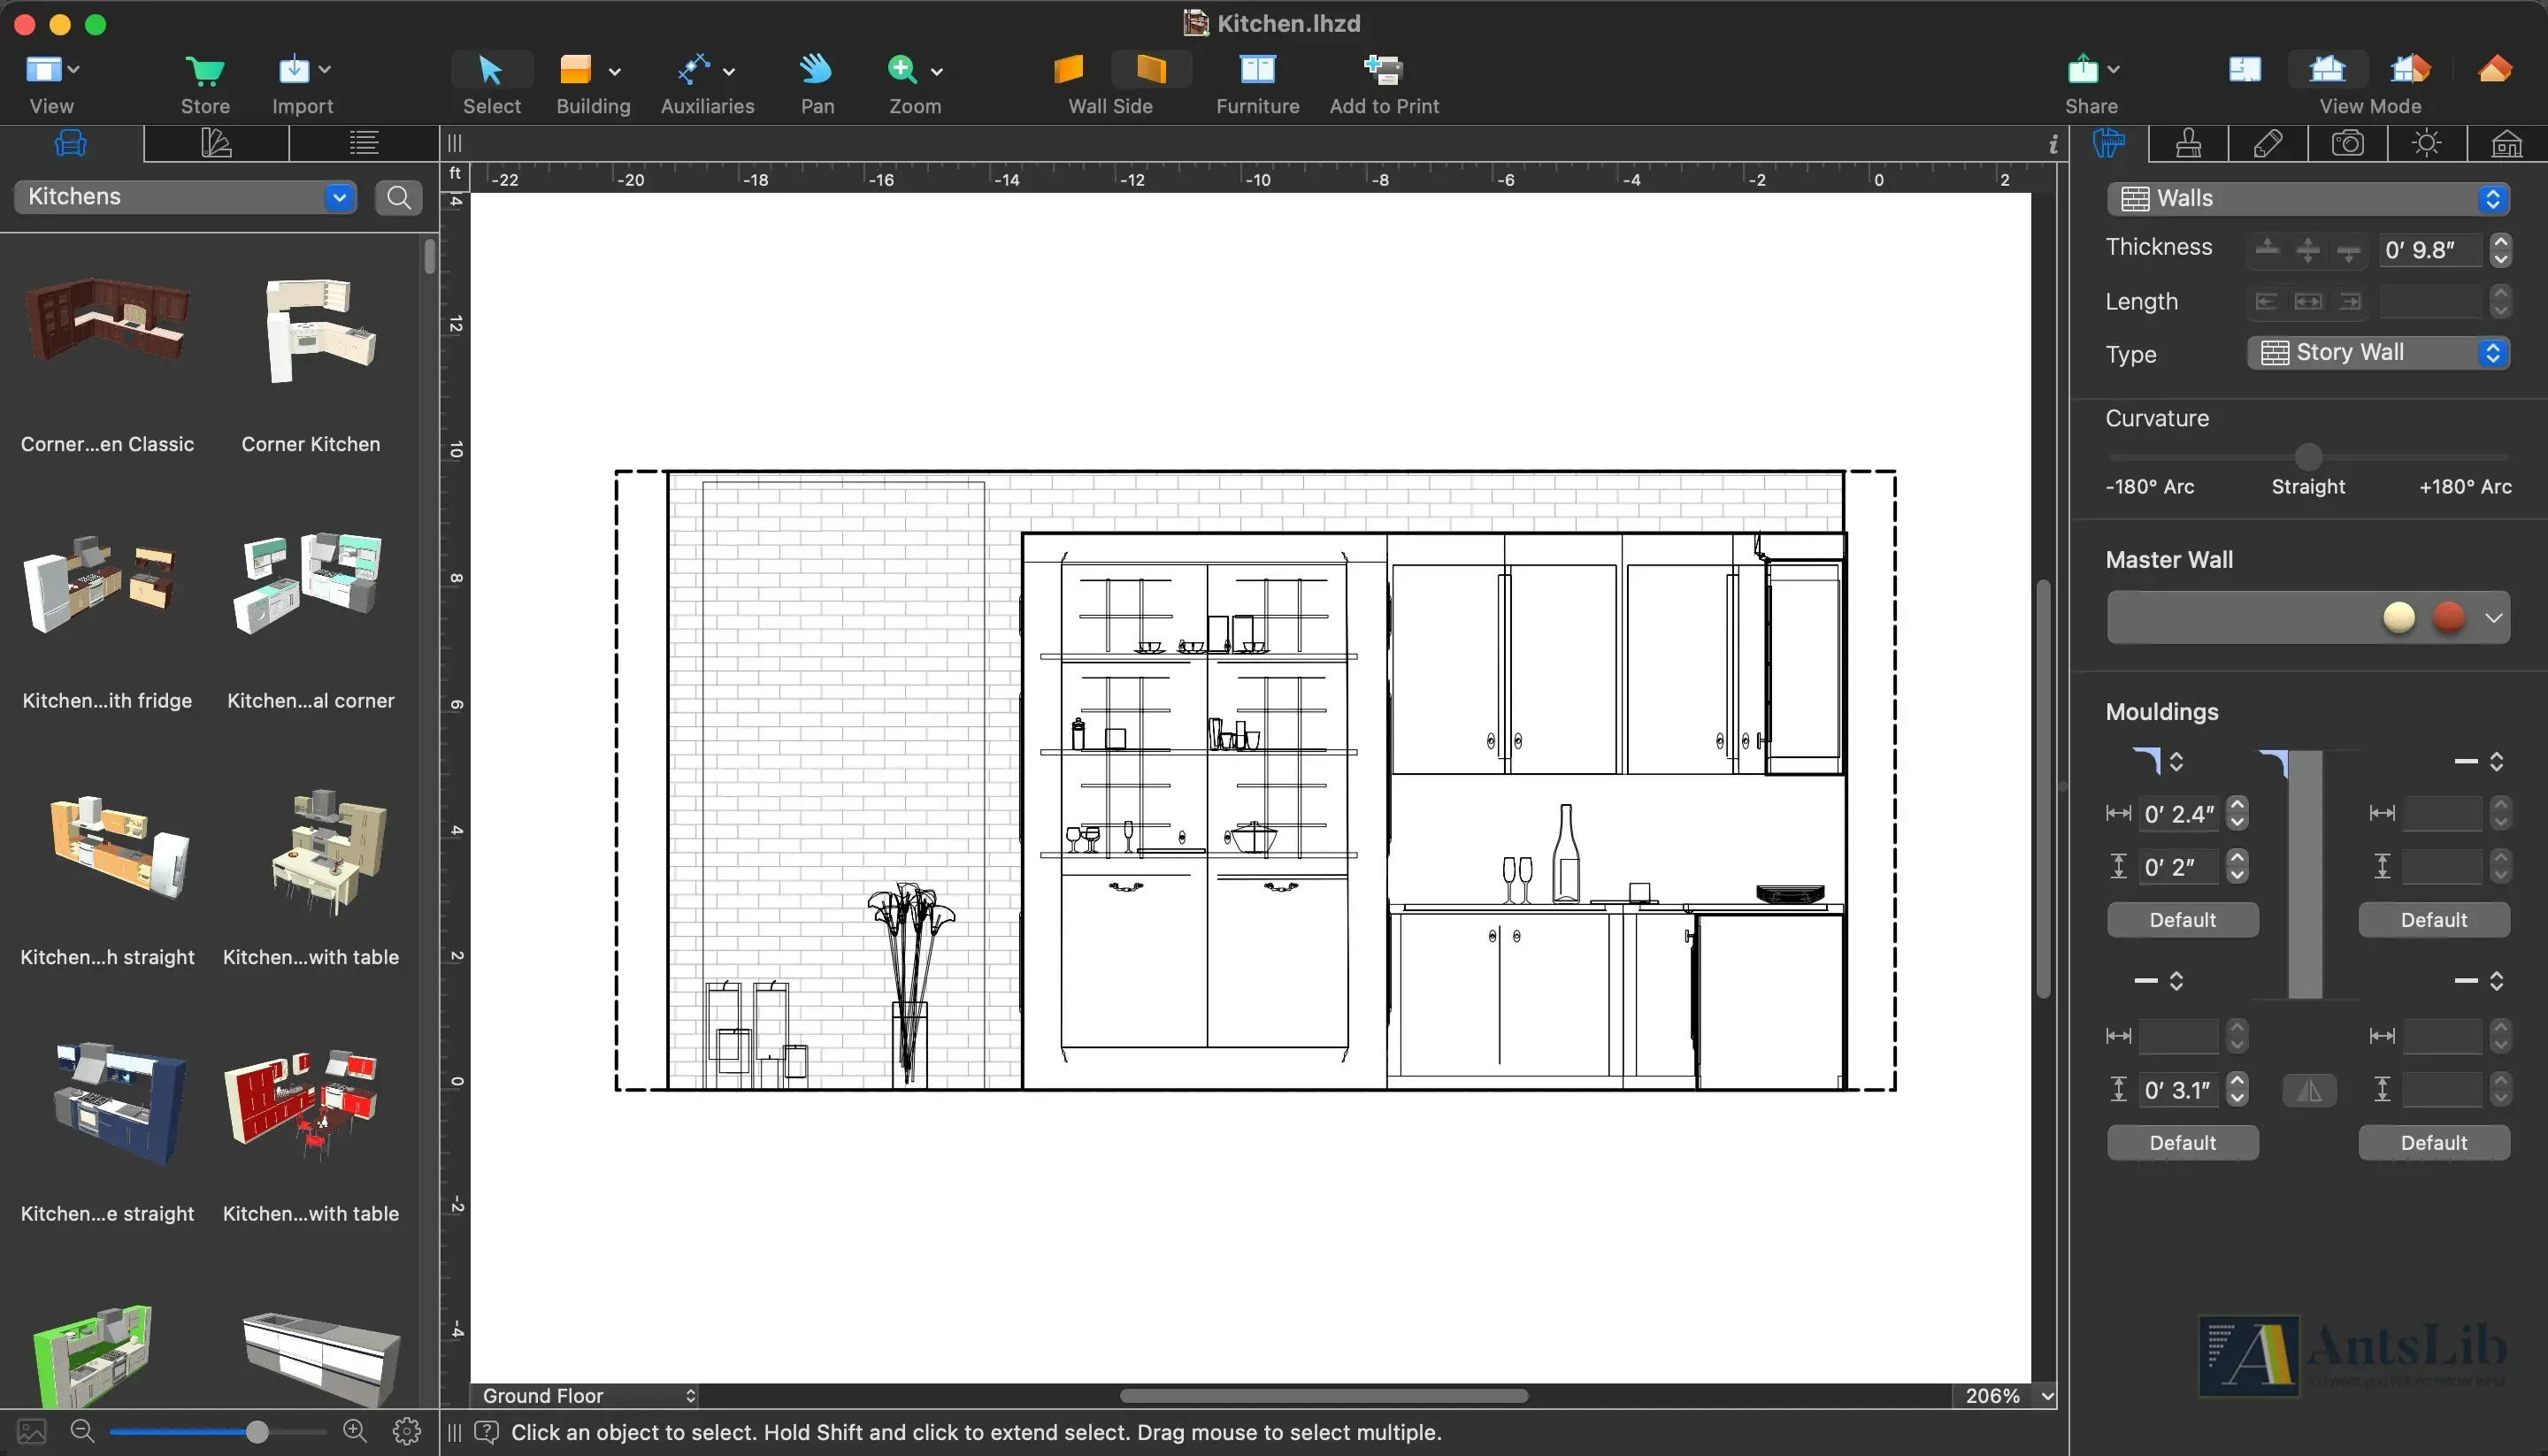 Kitchen.lhzd
View
Store
Import
Select
Building
Auxiliaries
Pan
Zoom
Wall Side
Furniture
Add to Print
Share
View Mode
Kitchens
Corner...en Classic
Corner Kitchen
Kitchen...ith fridge
Kitchen...al corner
Kitchen...h straight
Kitchen...with table
Kitchen...e straight
Kitchen...with table
ft
-22 -20 -18 -16 -14 -12 -10 -8 -6 -4 -2 0 2
14
12
10
8
6
4
2
0
-2
-4
i
Ground Floor
206%
Click an object to select. Hold Shift and click to extend select. Drag mouse to select multiple.
Walls
Thickness
0′ 9.8″
Length
Type
Story Wall
Curvature
-180° Arc
Straight
+180° Arc
Master Wall
Mouldings
0′ 2.4″
0′ 2″
Default
Default
0′ 3.1″
Default
Default
AntsLib